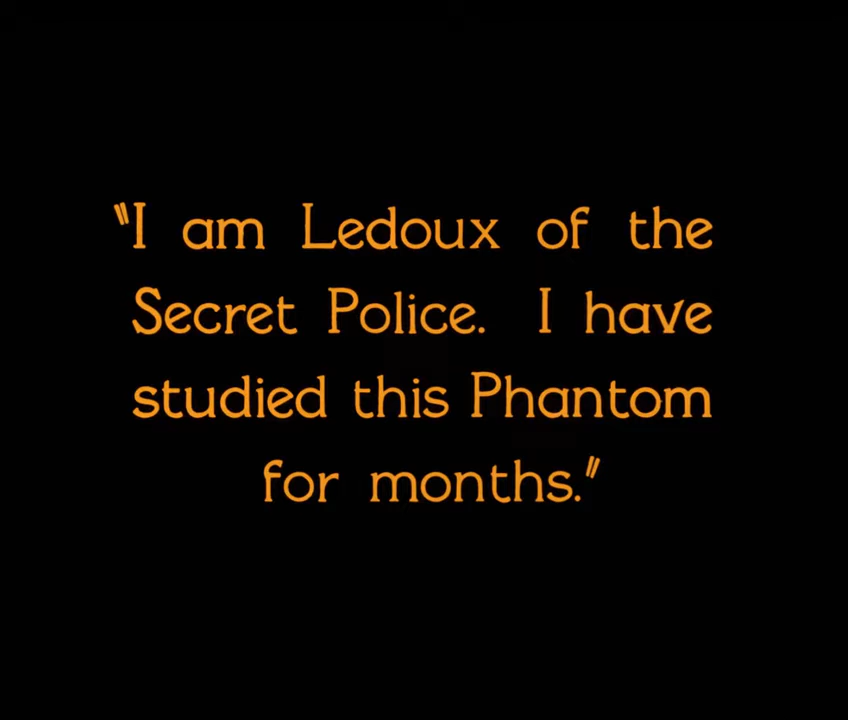 "I am Ledoux of the
Secret Police. I have
studied this Phantom
for months."